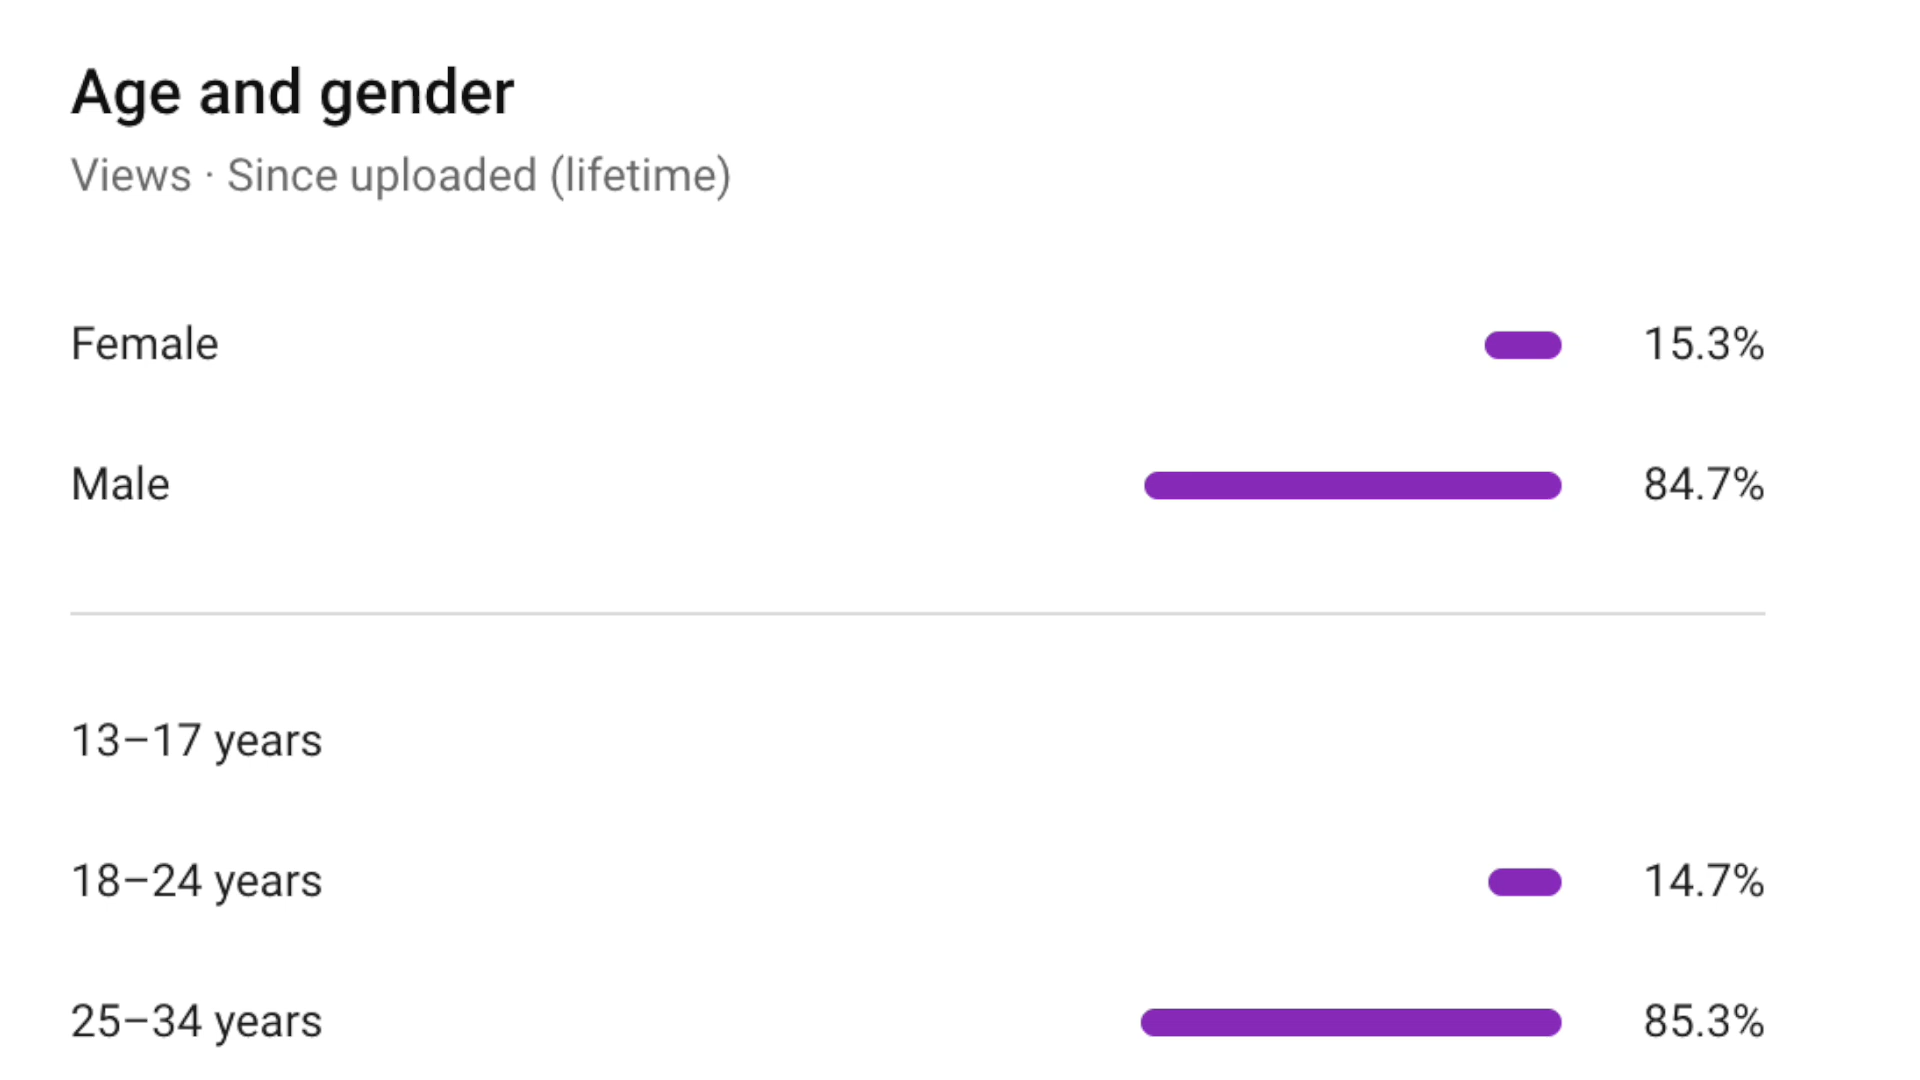 Age and gender
Views · Since uploaded (lifetime)
Female 15.3%
Male 84.7%
13–17 years
18–24 years 14.7%
25–34 years 85.3%